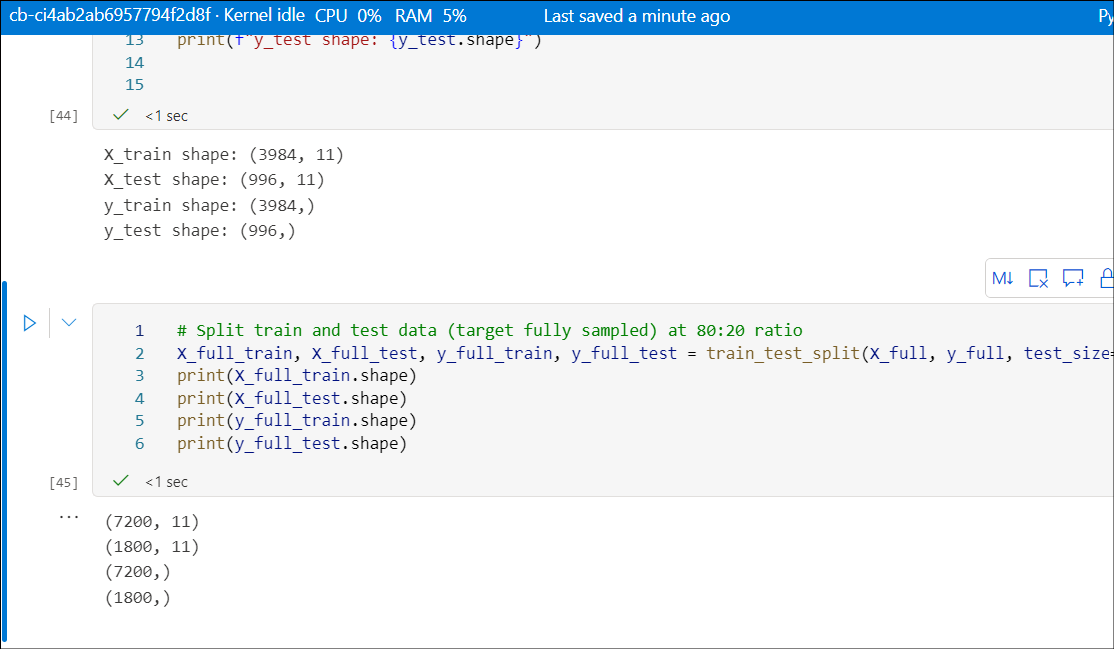 cb-ci4ab2ab6957794f2d8f · Kernel idle CPU 0% RAM 5% Last saved a minute ago Py
13 print(f"y_test shape: {y_test.shape}")
14
15
[44] <1 sec
X_train shape: (3984, 11)
X_test shape: (996, 11)
y_train shape: (3984,)
y_test shape: (996,)
M↓
1 # Split train and test data (target fully sampled) at 80:20 ratio
2 X_full_train, X_full_test, y_full_train, y_full_test = train_test_split(X_full, y_full, test_size=
3 print(X_full_train.shape)
4 print(X_full_test.shape)
5 print(y_full_train.shape)
6 print(y_full_test.shape)
[45] <1 sec
... (7200, 11)
(1800, 11)
(7200,)
(1800,)